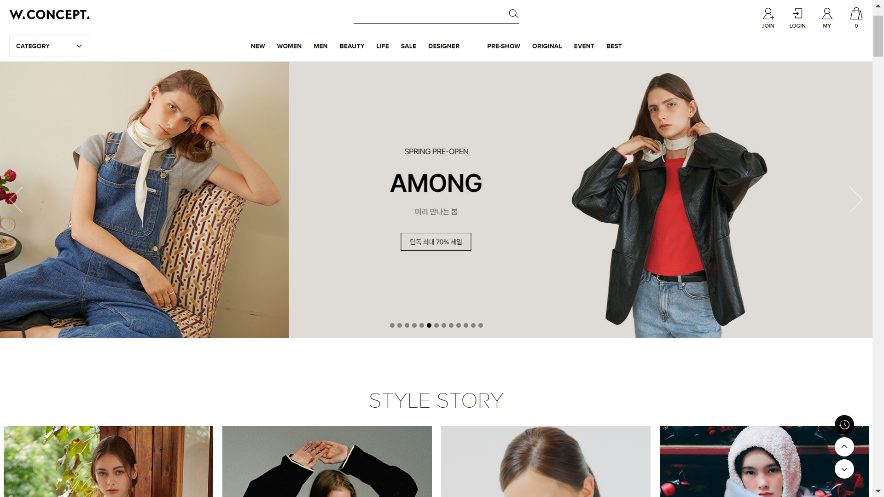 W.CONCEPT.
JOIN
LOGIN
MY
0
CATEGORY
NEW WOMEN MEN BEAUTY LIFE SALE DESIGNER PRE-SHOW ORIGINAL EVENT BEST
SPRING PRE-OPEN
AMONG
미리 만나는 봄
단독 최대 70% 세일
STYLE STORY